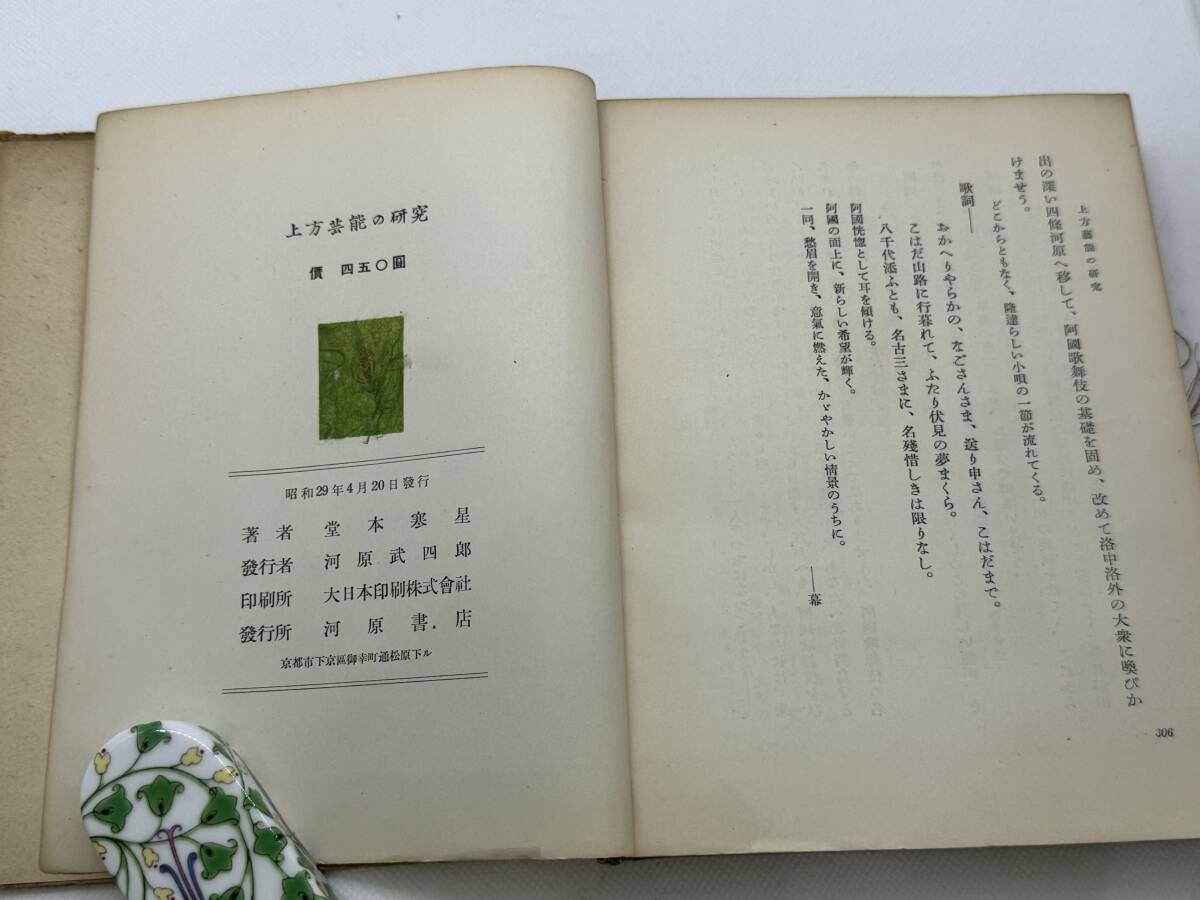 上方藝能の研究
出の深い四條河原へ移して、阿國歌舞伎の基礎を固め、改めて洛中洛外の大衆に喚びか
けませう。
どこからともなく、隆達らしい小唄の一節が流れてくる。
歌詞――
おかへりやらかの、なごさんさま、送り申さん、こはだまで。
こはだ山路に行暮れて、ふたり伏見の夢まくら。
八千代添ふとも、名古三さまに、名殘惜しきは限りなし。
阿國恍惚として耳を傾ける。
阿國の面上に、新らしい希望が輝く。
一同、愁眉を開き、意氣に燃えた、かゞやかしい情景のうちに。
――幕
306
上方芸能の研究
價 四五〇圓
昭和29年4月20日發行
著者 堂本寒星
發行者 河原武四郎
印刷所 大日本印刷株式會社
發行所 河原書店
京都市下京區御幸町通松原下ル